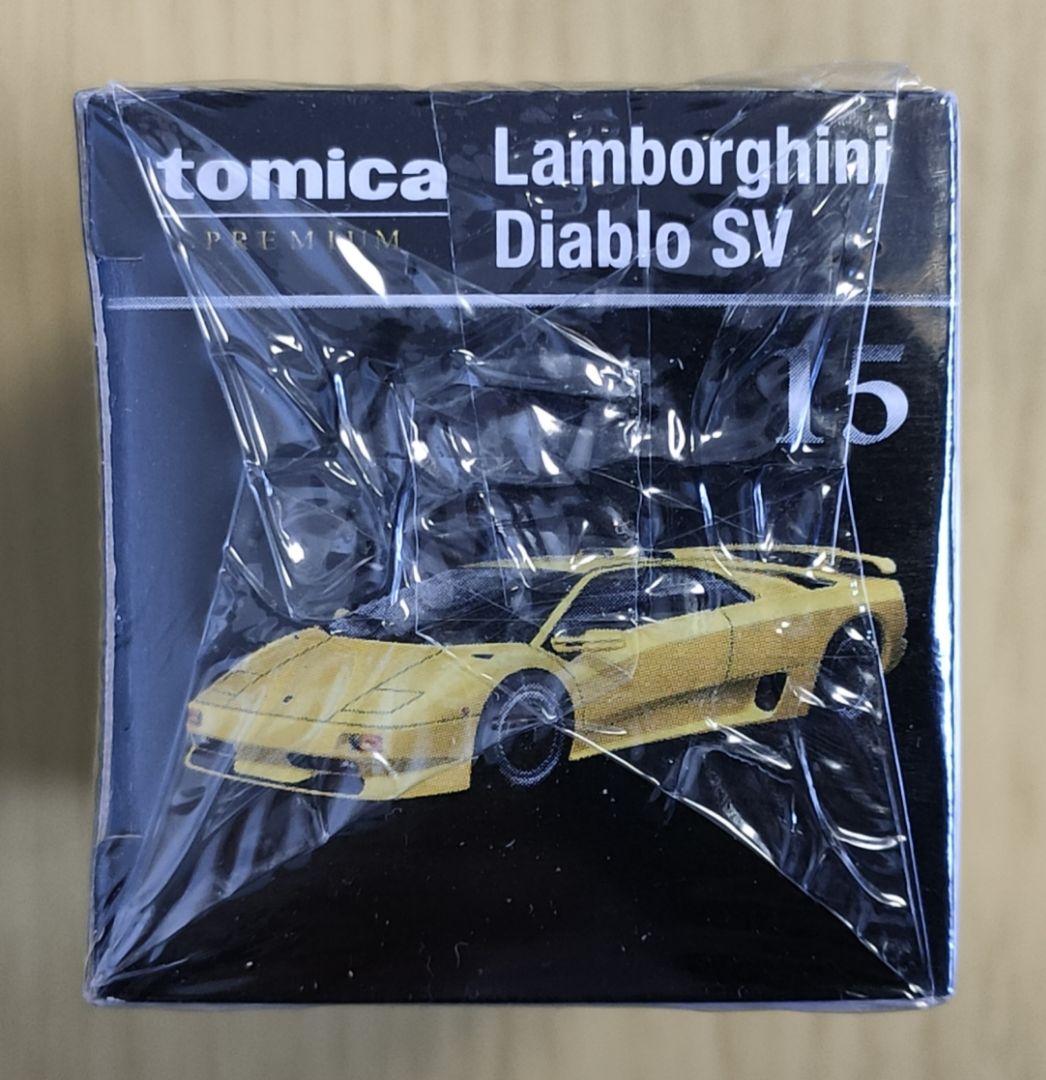 tomica
PREMIUM
Lamborghini
Diablo SV
15